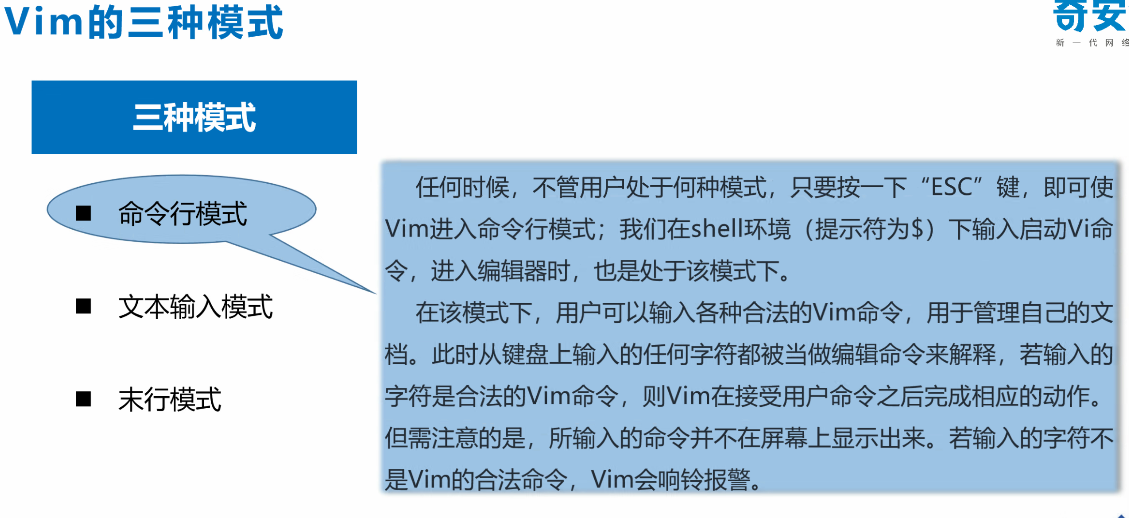 Vim的三种模式
奇安
新一代网络
三种模式
■ 命令行模式
■ 文本输入模式
■ 末行模式
任何时候，不管用户处于何种模式，只要按一下“ESC”键，即可使
Vim进入命令行模式；我们在shell环境（提示符为$）下输入启动Vi命
令，进入编辑器时，也是处于该模式下。
在该模式下，用户可以输入各种合法的Vim命令，用于管理自己的文
档。此时从键盘上输入的任何字符都被当做编辑命令来解释，若输入的
字符是合法的Vim命令，则Vim在接受用户命令之后完成相应的动作。
但需注意的是，所输入的命令并不在屏幕上显示出来。若输入的字符不
是Vim的合法命令，Vim会响铃报警。